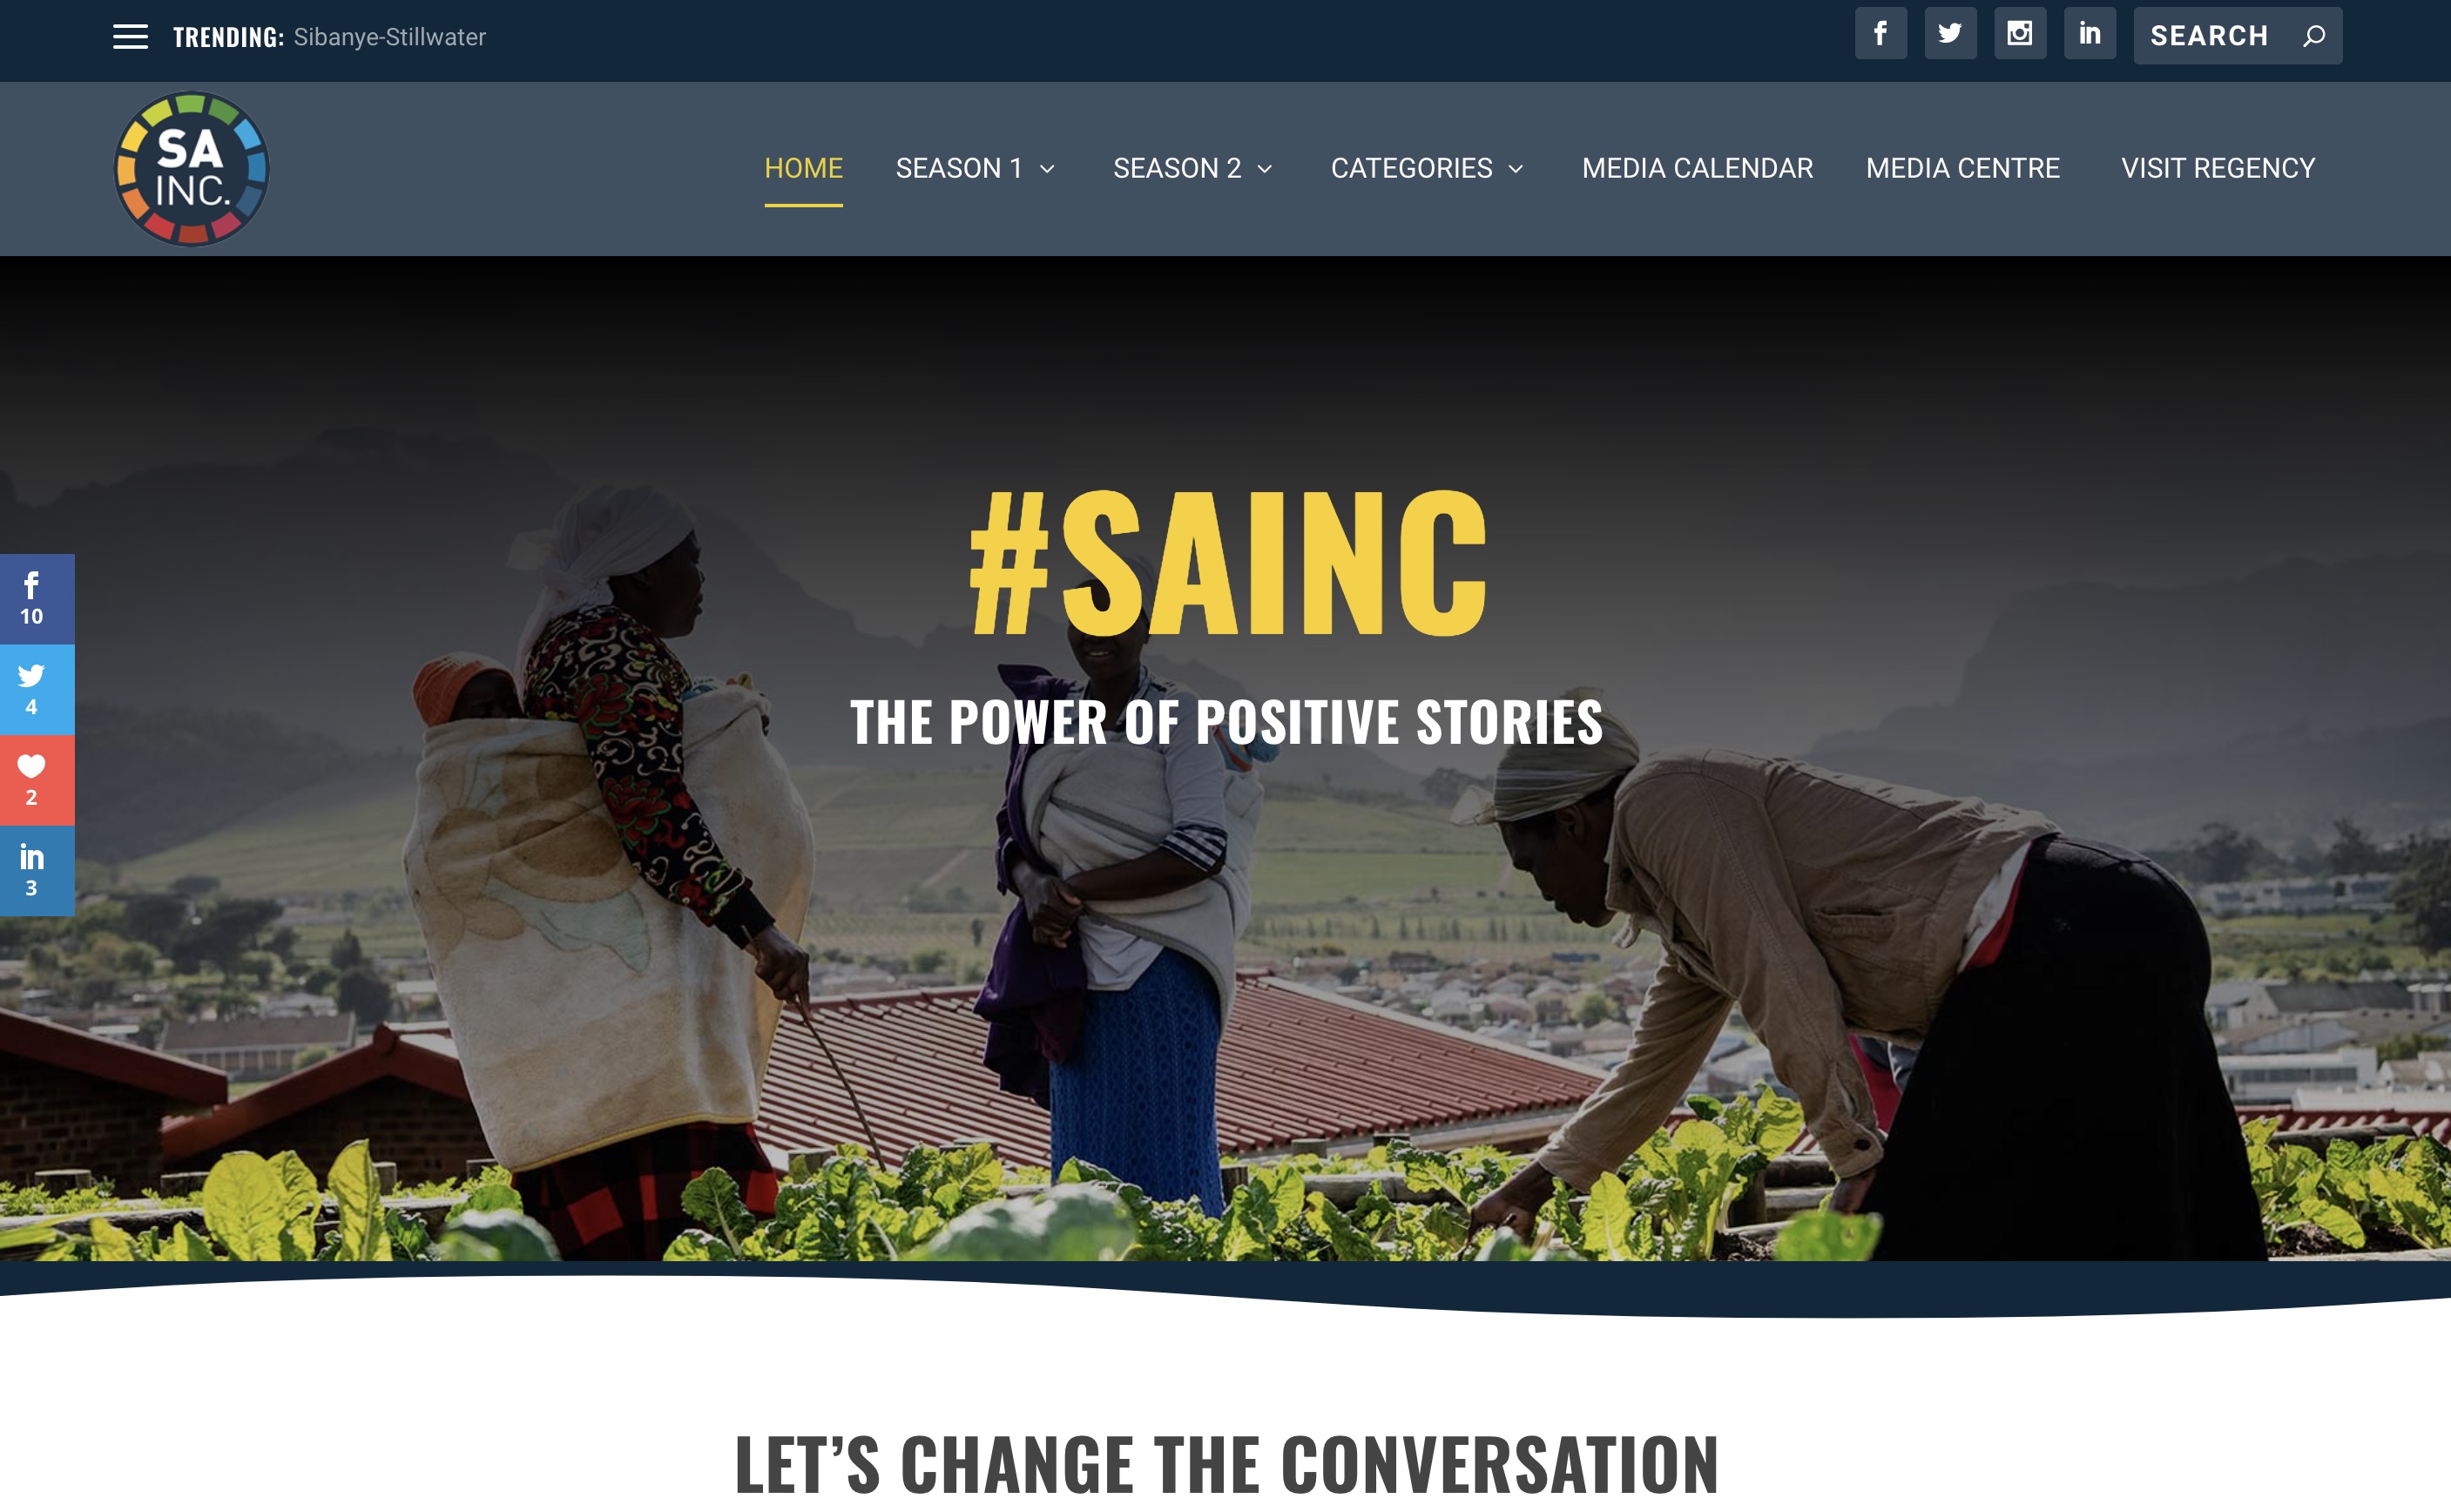 TRENDING: Sibanye-Stillwater
SEARCH
SA
INC.
HOME SEASON 1 SEASON 2 CATEGORIES MEDIA CALENDAR MEDIA CENTRE VISIT REGENCY
#SAINC
THE POWER OF POSITIVE STORIES
10
4
2
in
3
LET’S CHANGE THE CONVERSATION